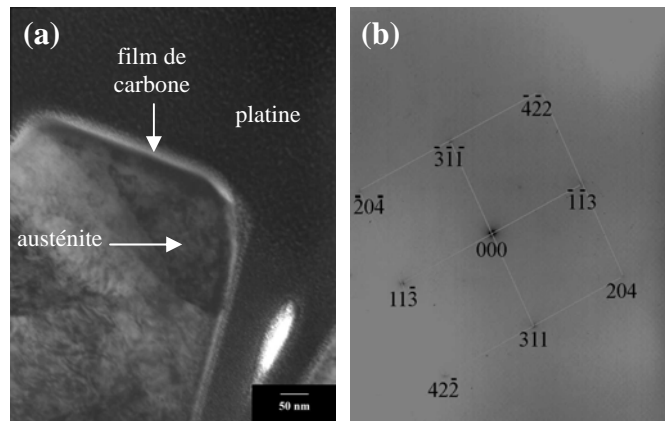 (a)
film de
carbone
platine
austénite
50 nm
(b)
4̄2̄2
3̄1̄1̄
1̄1̄3
2̄04̄
000
113̄
204
311
422̄